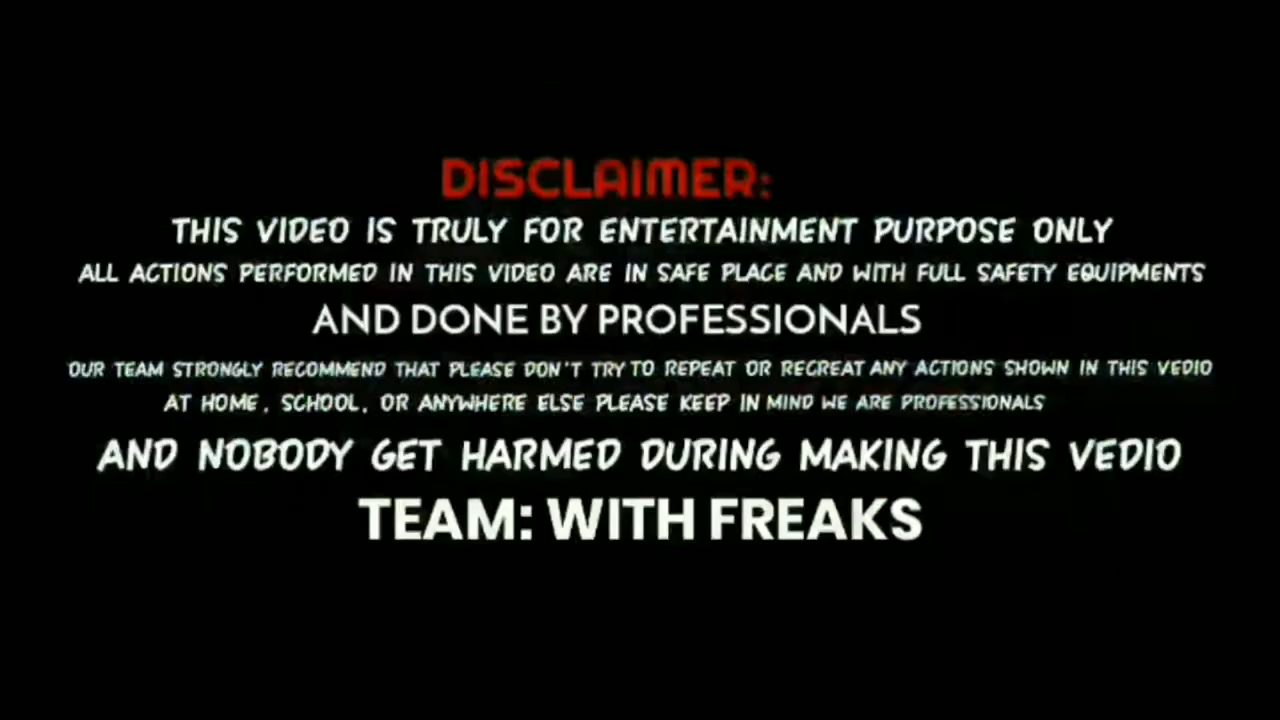 DISCLAIMER:
THIS VIDEO IS TRULY FOR ENTERTAINMENT PURPOSE ONLY
ALL ACTIONS PERFORMED IN THIS VIDEO ARE IN SAFE PLACE AND WITH FULL SAFETY EQUIPMENTS
AND DONE BY PROFESSIONALS
OUR TEAM STRONGLY RECOMMEND THAT PLEASE DON'T TRY TO REPEAT OR RECREAT ANY ACTIONS SHOWN IN THIS VEDIO
AT HOME, SCHOOL, OR ANYWHERE ELSE PLEASE KEEP IN MIND WE ARE PROFESSIONALS
AND NOBODY GET HARMED DURING MAKING THIS VEDIO
TEAM: WITH FREAKS